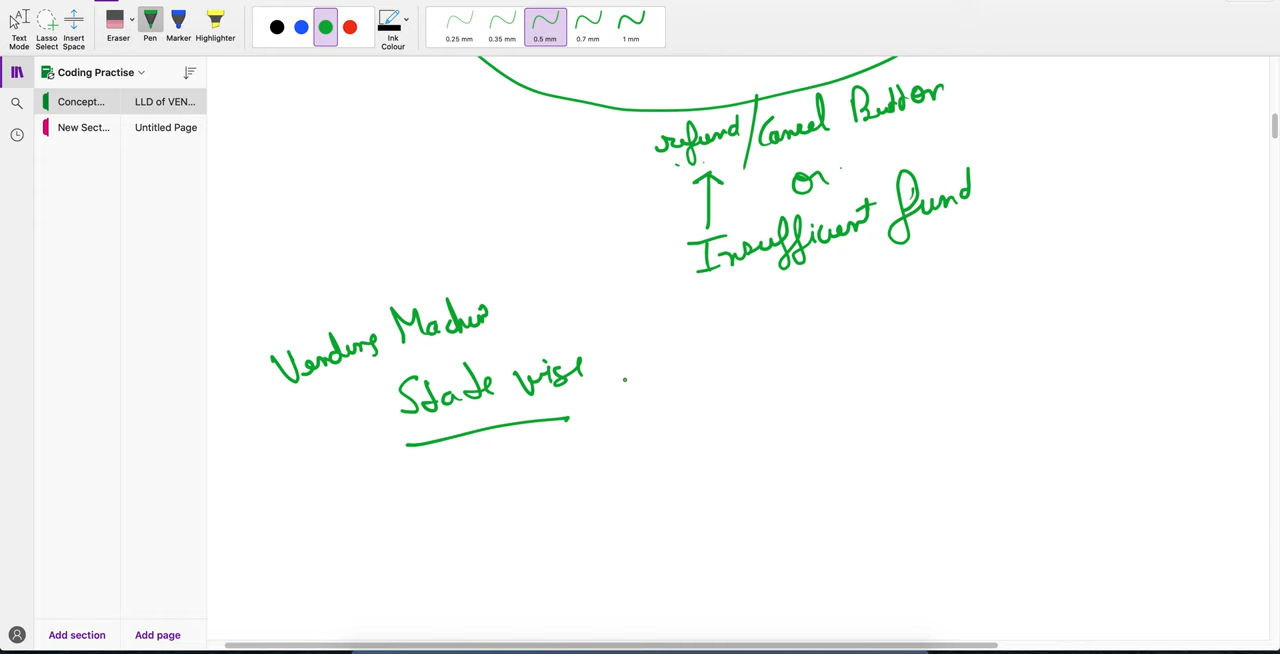 Text Mode
Lasso Select
Insert Space
Eraser
Pen
Marker
Highlighter
Ink Colour
0.25 mm
0.35 mm
0.5 mm
0.7 mm
1 mm
Coding Practise
Concept...
LLD of VEN...
New Sect...
Untitled Page
refund/Cancel Button
or
Insufficient fund
Vending Machin
State wise
Add section
Add page